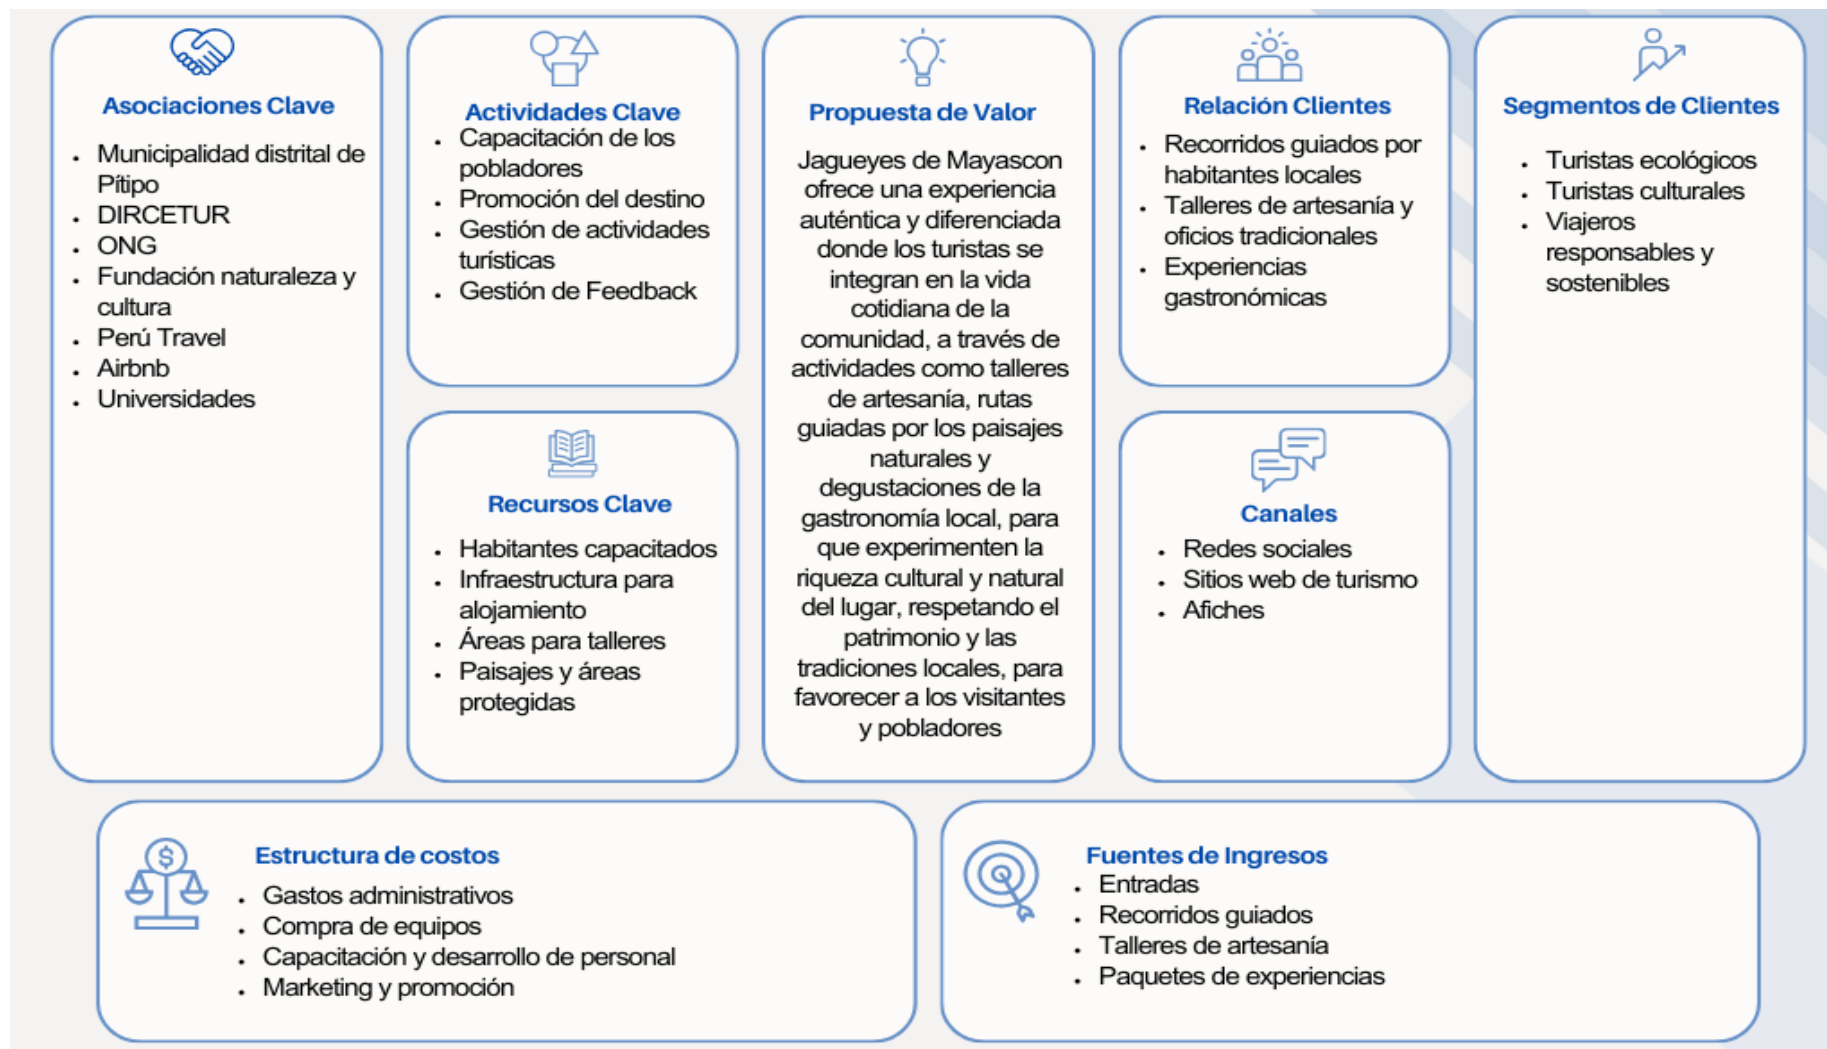 Asociaciones Clave
• Municipalidad distrital de
Pítipo
• DIRCETUR
• ONG
• Fundación naturaleza y
cultura
• Perú Travel
• Airbnb
• Universidades
Actividades Clave
• Capacitación de los
pobladores
• Promoción del destino
• Gestión de actividades
turísticas
• Gestión de Feedback
Recursos Clave
• Habitantes capacitados
• Infraestructura para
alojamiento
• Áreas para talleres
• Paisajes y áreas
protegidas
Propuesta de Valor
Jagueyes de Mayascon
ofrece una experiencia
auténtica y diferenciada
donde los turistas se
integran en la vida
cotidiana de la
comunidad, a través de
actividades como talleres
de artesanía, rutas
guiadas por los paisajes
naturales y
degustaciones de la
gastronomía local, para
que experimenten la
riqueza cultural y natural
del lugar, respetando el
patrimonio y las
tradiciones locales, para
favorecer a los visitantes
y pobladores
Relación Clientes
• Recorridos guiados por
habitantes locales
• Talleres de artesanía y
oficios tradicionales
• Experiencias
gastronómicas
Canales
• Redes sociales
• Sitios web de turismo
• Afiches
Segmentos de Clientes
• Turistas ecológicos
• Turistas culturales
• Viajeros
responsables y
sostenibles
$
Estructura de costos
• Gastos administrativos
• Compra de equipos
• Capacitación y desarrollo de personal
• Marketing y promoción
Fuentes de Ingresos
• Entradas
• Recorridos guiados
• Talleres de artesanía
• Paquetes de experiencias